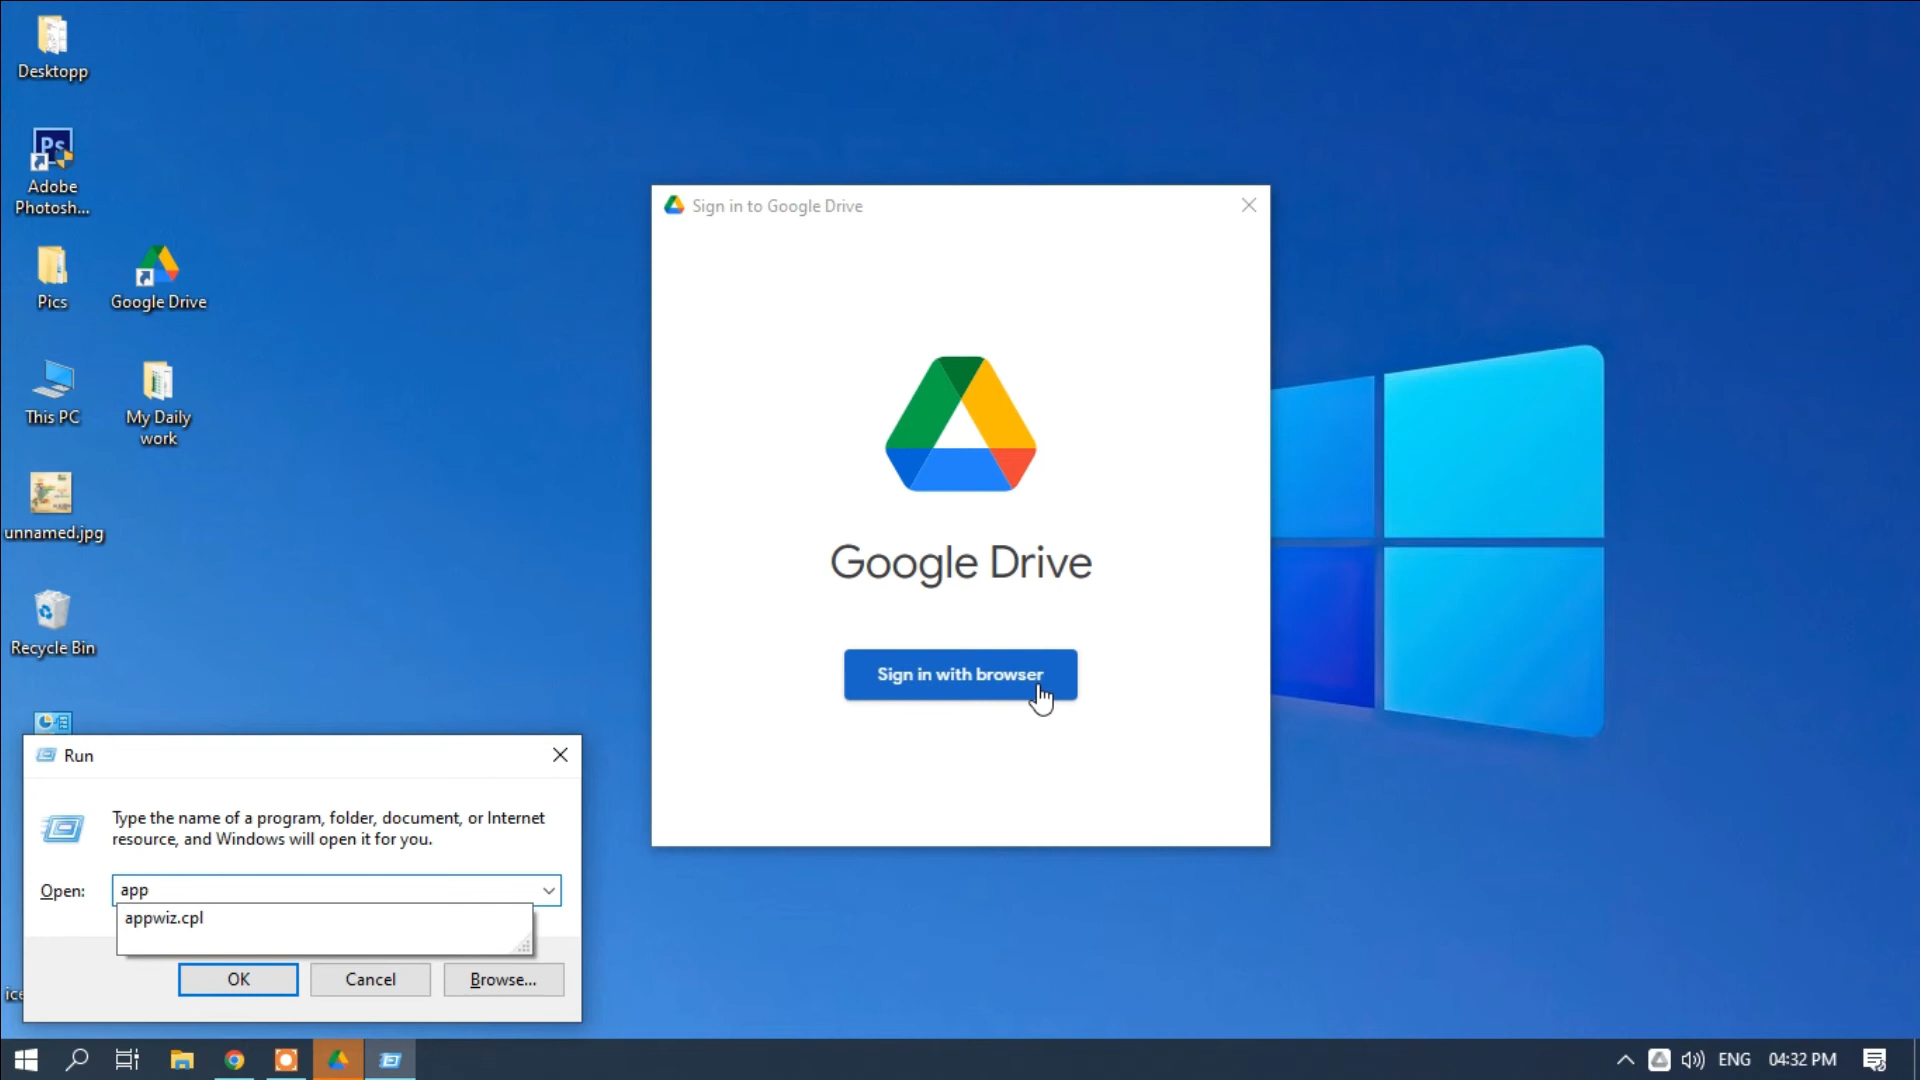 Desktopp
Ps
Adobe
Photosh...
Pics
Google Drive
This PC
My Daily
work
unnamed.jpg
Recycle Bin
Sign in to Google Drive
Google Drive
Sign in with browser
Run
Type the name of a program, folder, document, or Internet
resource, and Windows will open it for you.
Open:
app
appwiz.cpl
OK
Cancel
Browse...
ice
ENG
04:32 PM